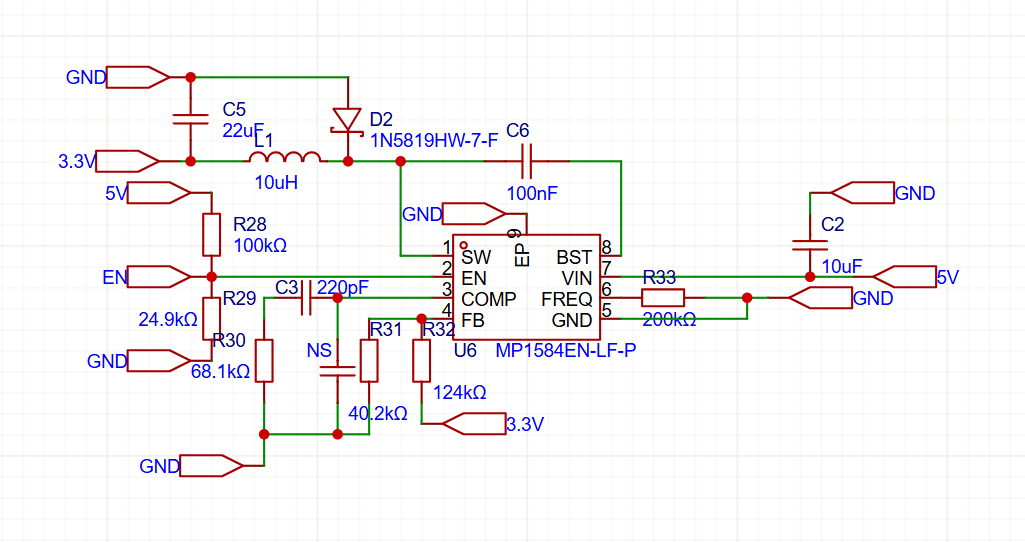 GND
C5
22uF
D2
1N5819HW-7-F
L1
10uH
3.3V
C6
100nF
5V
GND
GND
R28
100kΩ
C2
10uF
EN
R29
24.9kΩ
C3
220pF
1
2
3
4
9
EP
SW
EN
COMP
FB
BST
VIN
FREQ
GND
8
7
6
5
R33
200kΩ
5V
GND
R30
68.1kΩ
NS
R31
R32
U6
MP1584EN-LF-P
GND
124kΩ
40.2kΩ
3.3V
GND